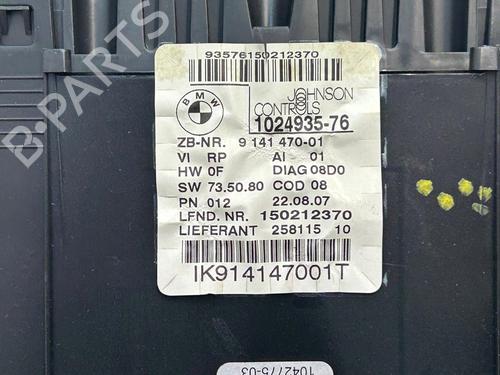 93576150212370
BMW
JOHNSON
CONTROLS
1024935-76
ZB-NR. 9 141 470-01
VI RP AI 01
HW 0F DIAG 08D0
SW 73.50.80 COD 08
PN 012 22.08.07
LFND. NR. 150212370
LIEFERANT 258115 10
IK914147001T
1042775-03
B-PARTS